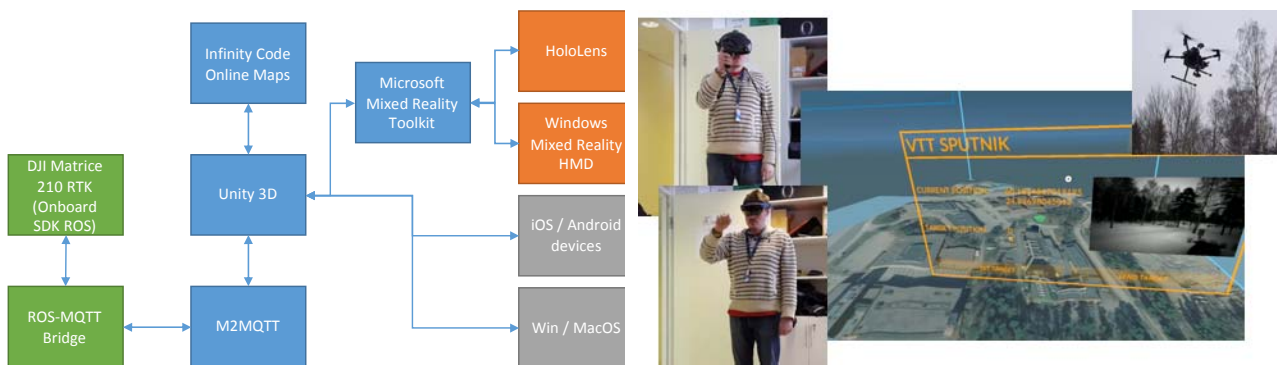 Infinity Code
Online Maps
Microsoft
Mixed Reality
Toolkit
HoloLens
Windows
Mixed Reality
HMD
DJI Matrice
210 RTK
(Onboard
SDK ROS)
Unity 3D
iOS / Android
devices
ROS-MQTT
Bridge
M2MQTT
Win / MacOS
VTT SPUTNIK
CURRENT POSITION